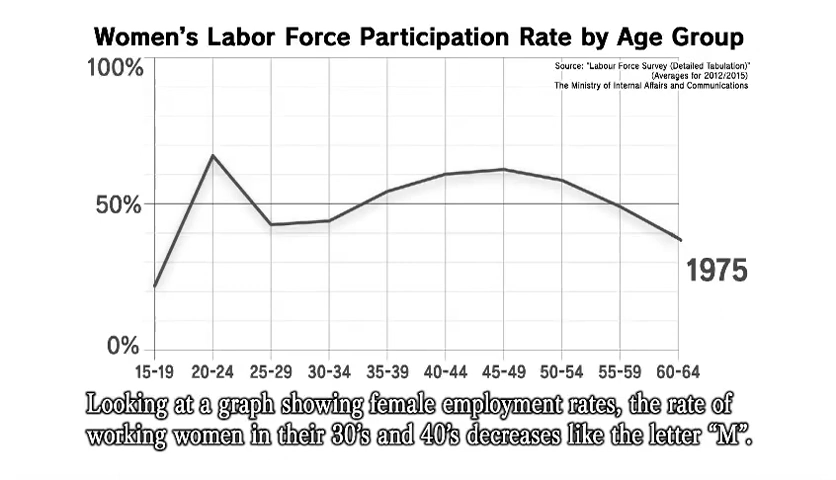 Women's Labor Force Participation Rate by Age Group
Source: "Labour Force Survey (Detailed Tabulation)"
(Averages for 2012/2015)
The Ministry of Internal Affairs and Communications
100%
50%
0%
1975
15-19 20-24 25-29 30-34 35-39 40-44 45-49 50-54 55-59 60-64
Looking at a graph showing female employment rates, the rate of
working women in their 30's and 40's decreases like the letter “M”.